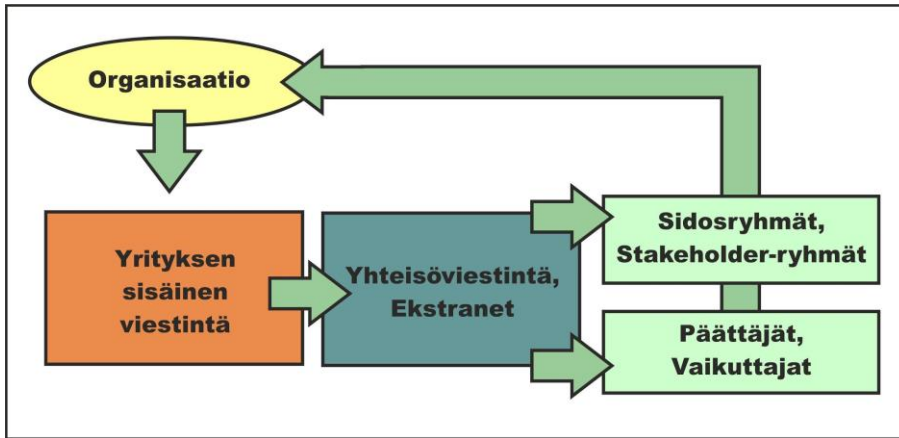 Organisaatio
Yrityksen
sisäinen
viestintä
Yhteisöviestintä,
Ekstranet
Sidosryhmät,
Stakeholder-ryhmät
Päättäjät,
Vaikuttajat